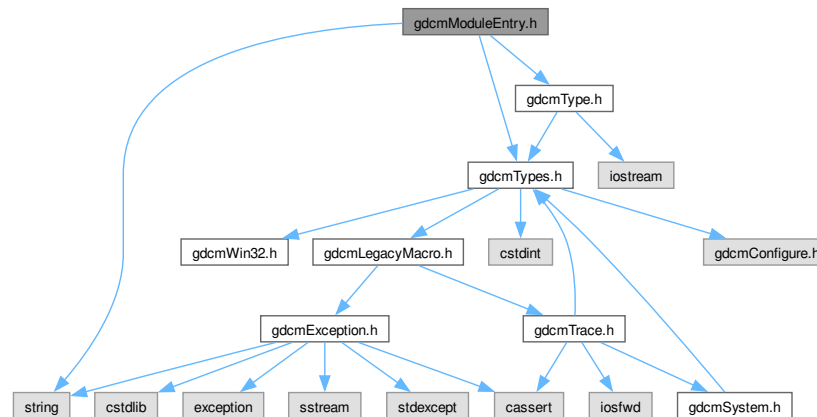 gdcmModuleEntry.h
gdcmType.h
gdcmTypes.h
iostream
gdcmWin32.h
gdcmLegacyMacro.h
cstdint
gdcmConfigure.h
gdcmException.h
gdcmTrace.h
string
cstdlib
exception
sstream
stdexcept
cassert
iosfwd
gdcmSystem.h